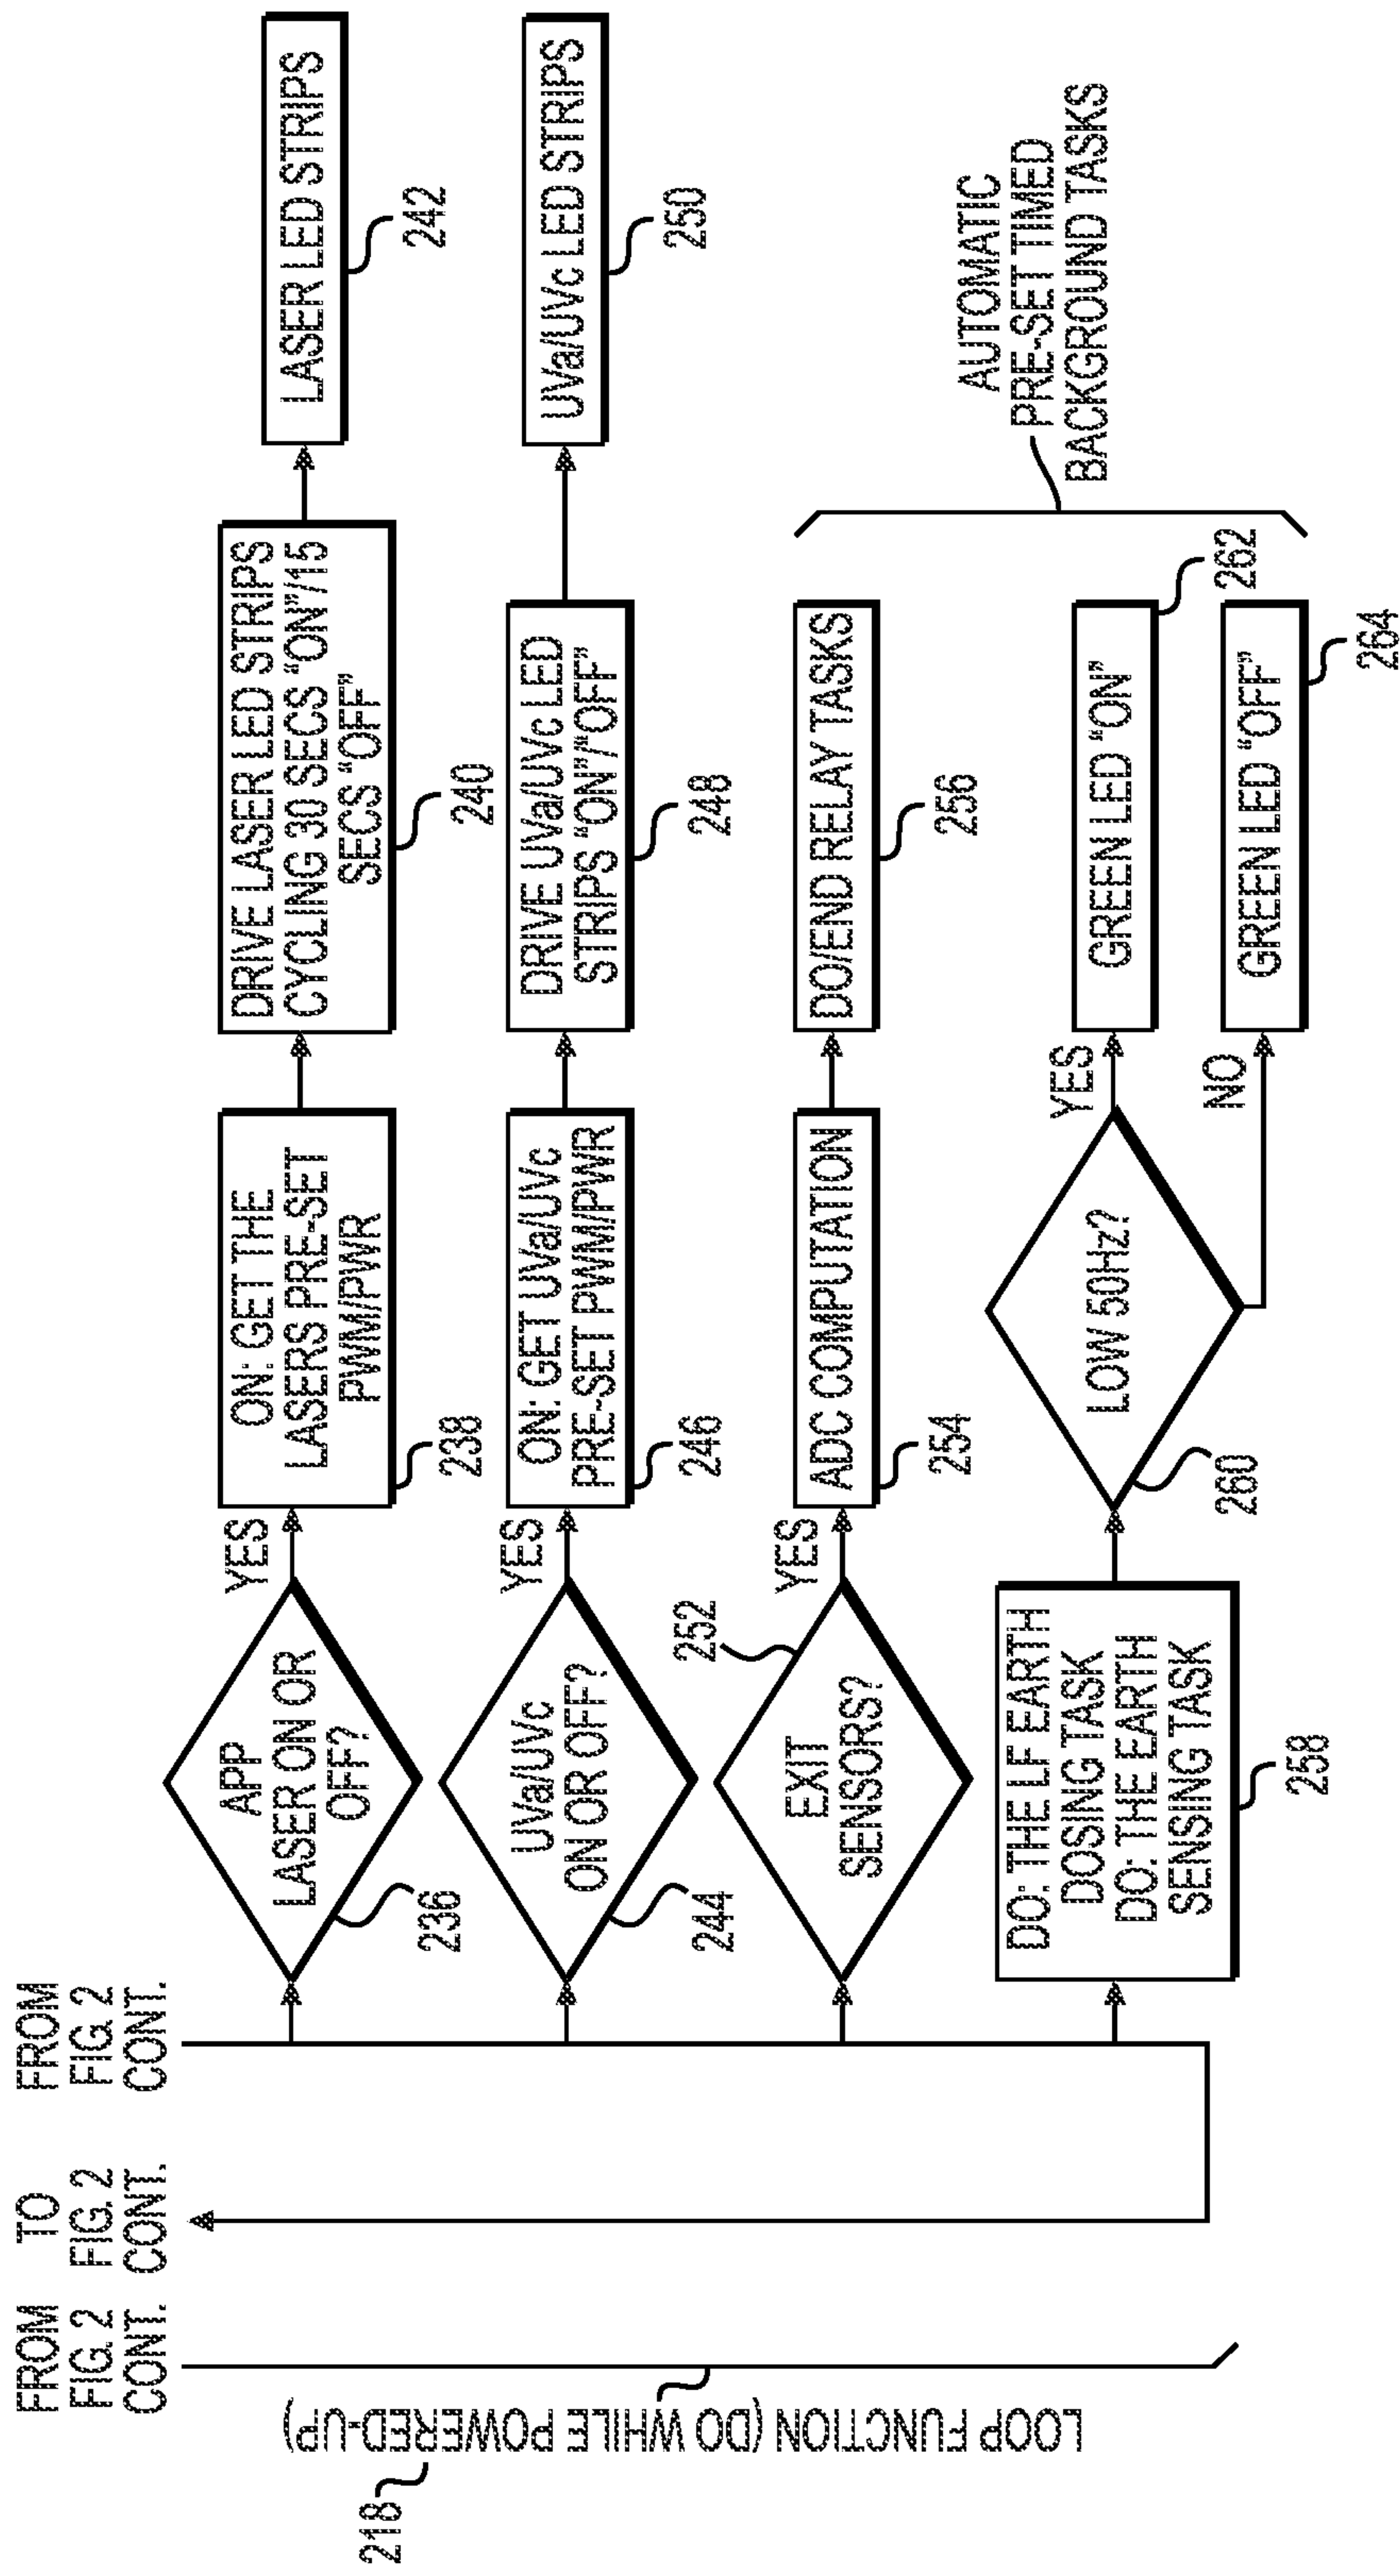 FROM
FIG. 2
CONT.
TO
FIG. 2
CONT.
FROM
FIG. 2
CONT.
218
LOOP FUNCTION (DO WHILE POWERED-UP)
APP
LASER ON OR
OFF?
236
YES
ON: GET THE
LASERS PRE-SET
PWM/PWR
238
DRIVE LASER LED STRIPS
CYCLING 30 SECS "ON"/15
SECS "OFF"
240
LASER LED STRIPS
242
UVa/UVc
ON OR OFF?
244
YES
ON: GET UVa/UVc
PRE-SET PWM/PWR
246
DRIVE UVa/UVc LED
STRIPS "ON"/"OFF"
248
UVa/UVc LED STRIPS
250
EXIT
SENSORS?
252
YES
ADC COMPUTATION
254
DO/END RELAY TASKS
256
DO: THE LF EARTH
DOSING TASK
DO: THE EARTH
SENSING TASK
258
LOW 50Hz?
260
YES
GREEN LED "ON"
262
NO
GREEN LED "OFF"
264
AUTOMATIC
PRE-SET TIMED
BACKGROUND TASKS